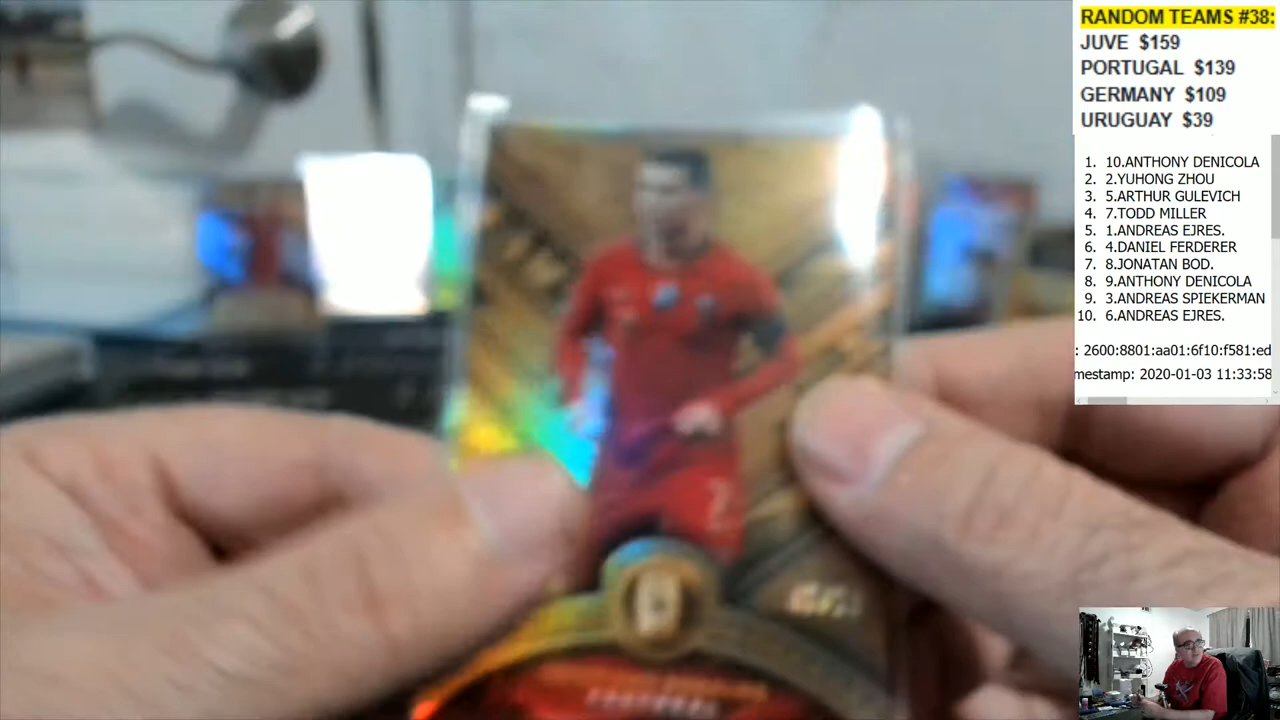 RANDOM TEAMS #38:
JUVE $159
PORTUGAL $139
GERMANY $109
URUGUAY $39
1. 10.ANTHONY DENICOLA
2. 2.YUHONG ZHOU
3. 5.ARTHUR GULEVICH
4. 7.TODD MILLER
5. 1.ANDREAS EJRES.
6. 4.DANIEL FERDERER
7. 8.JONATAN BOD.
8. 9.ANTHONY DENICOLA
9. 3.ANDREAS SPIEKERMAN
10. 6.ANDREAS EJRES.
: 2600:8801:aa01:6f10:f581:ed
mestamp: 2020-01-03 11:33:58
PORTUGAL